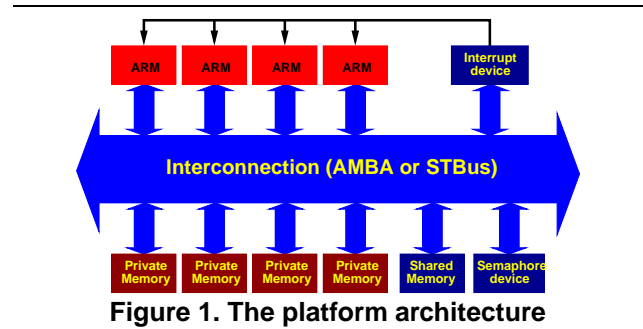 ARM ARM ARM ARM Interrupt device
Interconnection (AMBA or STBus)
Private Memory Private Memory Private Memory Private Memory Shared Memory Semaphore device
Figure 1. The platform architecture